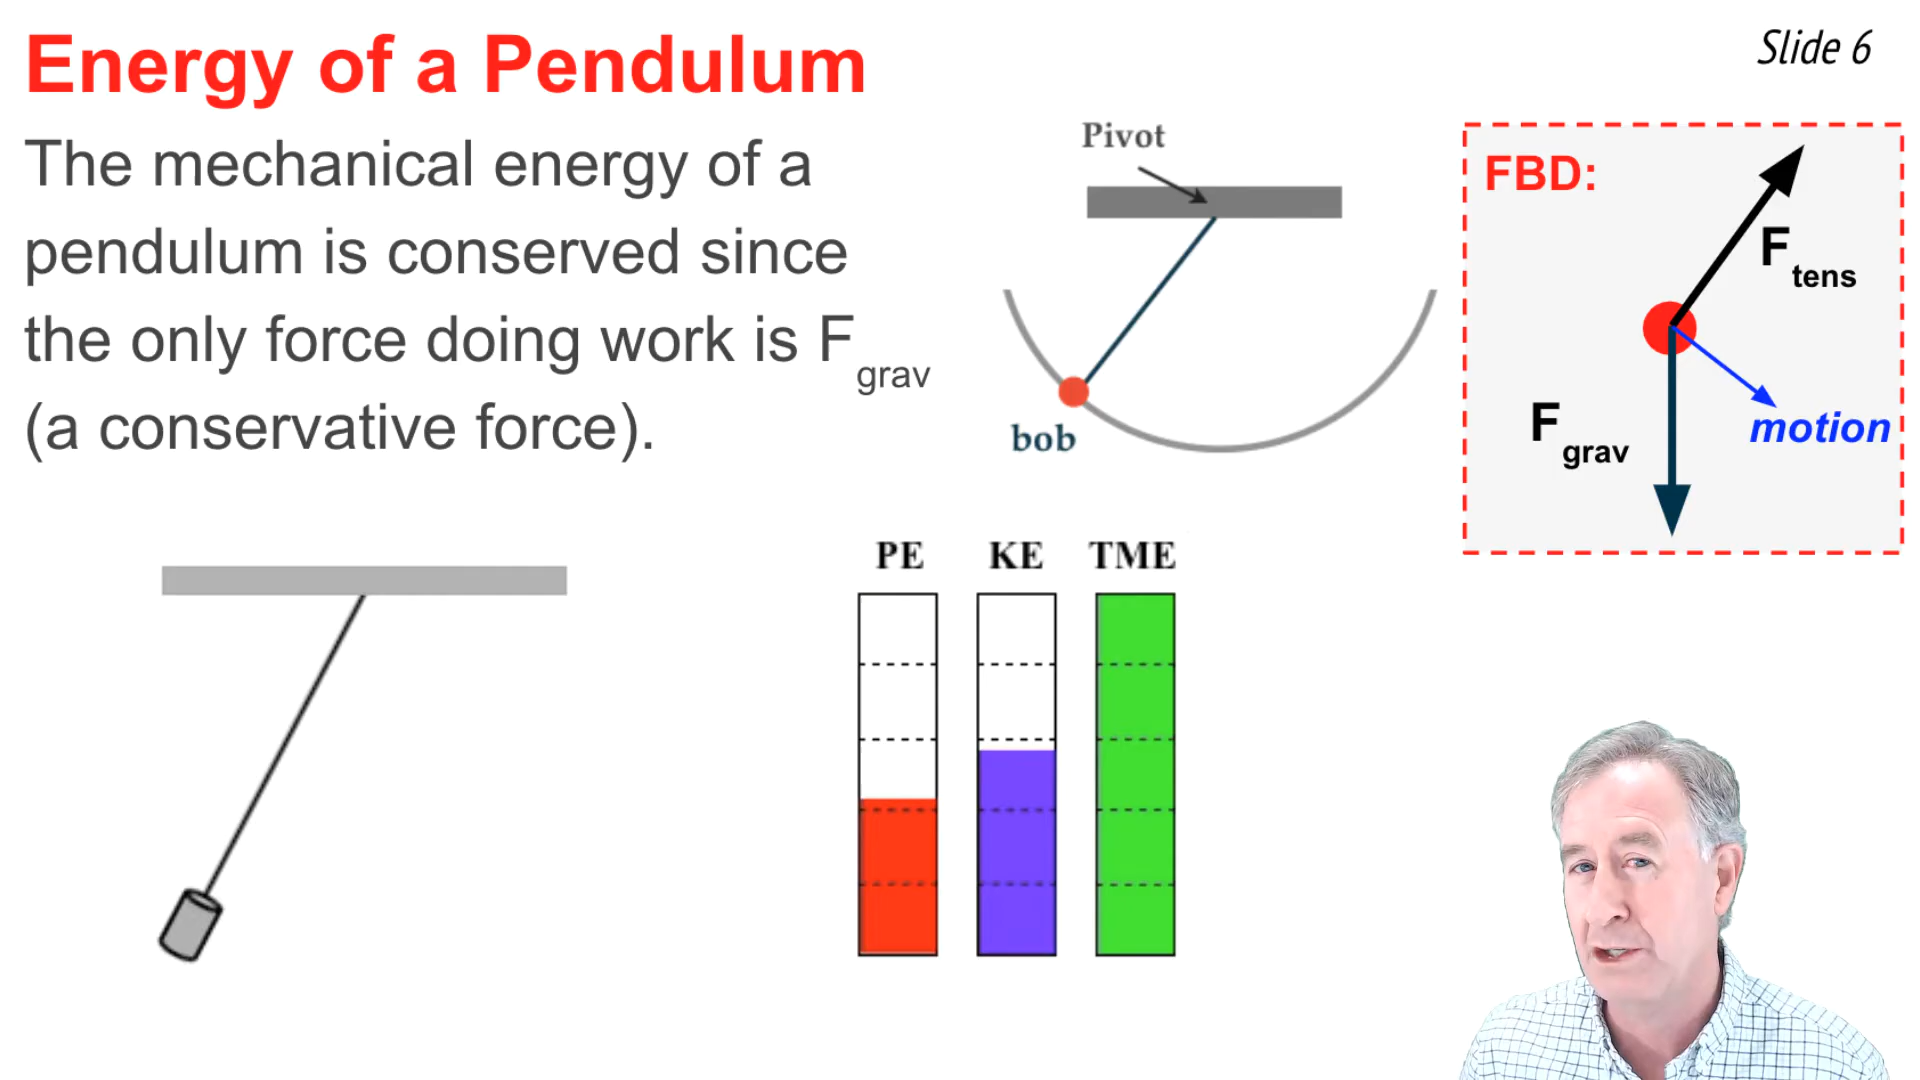 Energy of a Pendulum
Slide 6
The mechanical energy of a
pendulum is conserved since
the only force doing work is F grav
(a conservative force).
Pivot
bob
FBD:
F tens
F grav
motion
PE KE TME